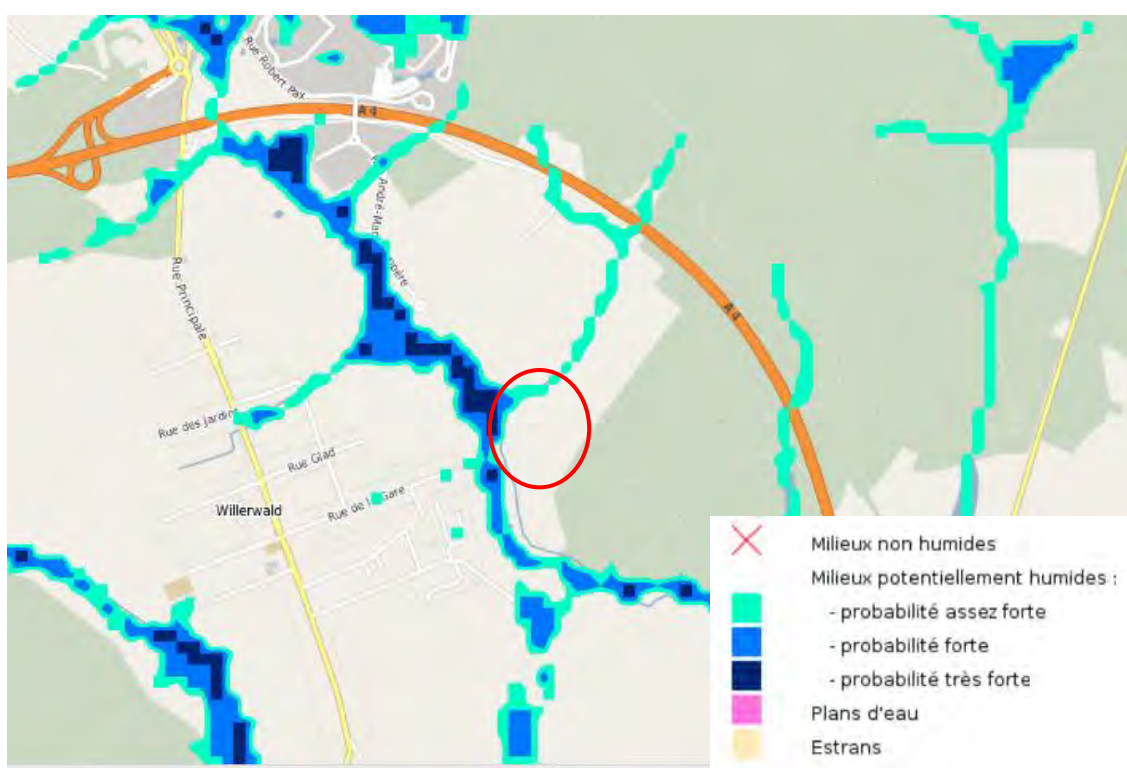 Rue Robert Pax
A 4
André-Marie Ampère
Rue Principale
A 4
Rue des Jardins
Rue Glad
Willerwald
Rue de la Gare
Milieux non humides
Milieux potentiellement humides :
- probabilité assez forte
- probabilité forte
- probabilité très forte
Plans d'eau
Estrans